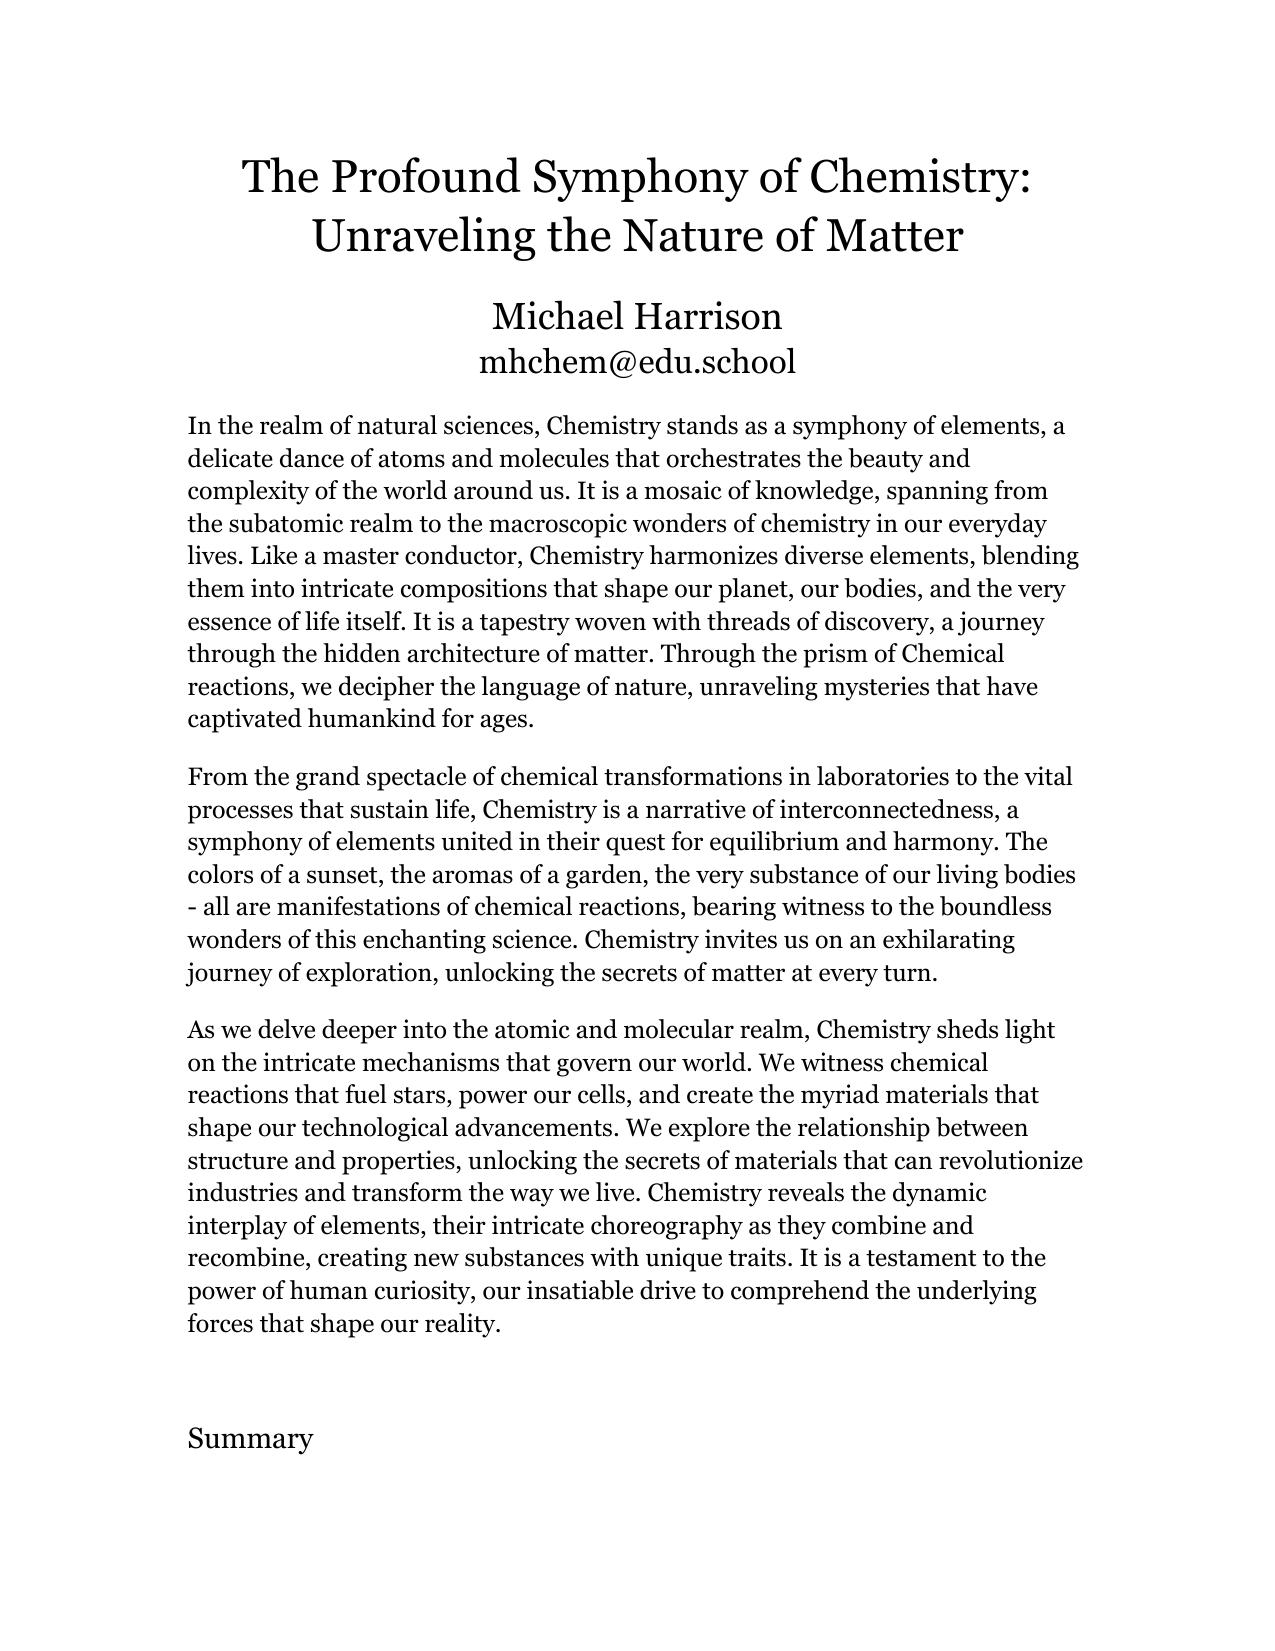 The Profound Symphony of Chemistry:
Unraveling the Nature of Matter
Michael Harrison
mhchem@edu.school
In the realm of natural sciences, Chemistry stands as a symphony of elements, a
delicate dance of atoms and molecules that orchestrates the beauty and
complexity of the world around us. It is a mosaic of knowledge, spanning from
the subatomic realm to the macroscopic wonders of chemistry in our everyday
lives. Like a master conductor, Chemistry harmonizes diverse elements, blending
them into intricate compositions that shape our planet, our bodies, and the very
essence of life itself. It is a tapestry woven with threads of discovery, a journey
through the hidden architecture of matter. Through the prism of Chemical
reactions, we decipher the language of nature, unraveling mysteries that have
captivated humankind for ages.
From the grand spectacle of chemical transformations in laboratories to the vital
processes that sustain life, Chemistry is a narrative of interconnectedness, a
symphony of elements united in their quest for equilibrium and harmony. The
colors of a sunset, the aromas of a garden, the very substance of our living bodies
- all are manifestations of chemical reactions, bearing witness to the boundless
wonders of this enchanting science. Chemistry invites us on an exhilarating
journey of exploration, unlocking the secrets of matter at every turn.
As we delve deeper into the atomic and molecular realm, Chemistry sheds light
on the intricate mechanisms that govern our world. We witness chemical
reactions that fuel stars, power our cells, and create the myriad materials that
shape our technological advancements. We explore the relationship between
structure and properties, unlocking the secrets of materials that can revolutionize
industries and transform the way we live. Chemistry reveals the dynamic
interplay of elements, their intricate choreography as they combine and
recombine, creating new substances with unique traits. It is a testament to the
power of human curiosity, our insatiable drive to comprehend the underlying
forces that shape our reality.
Summary